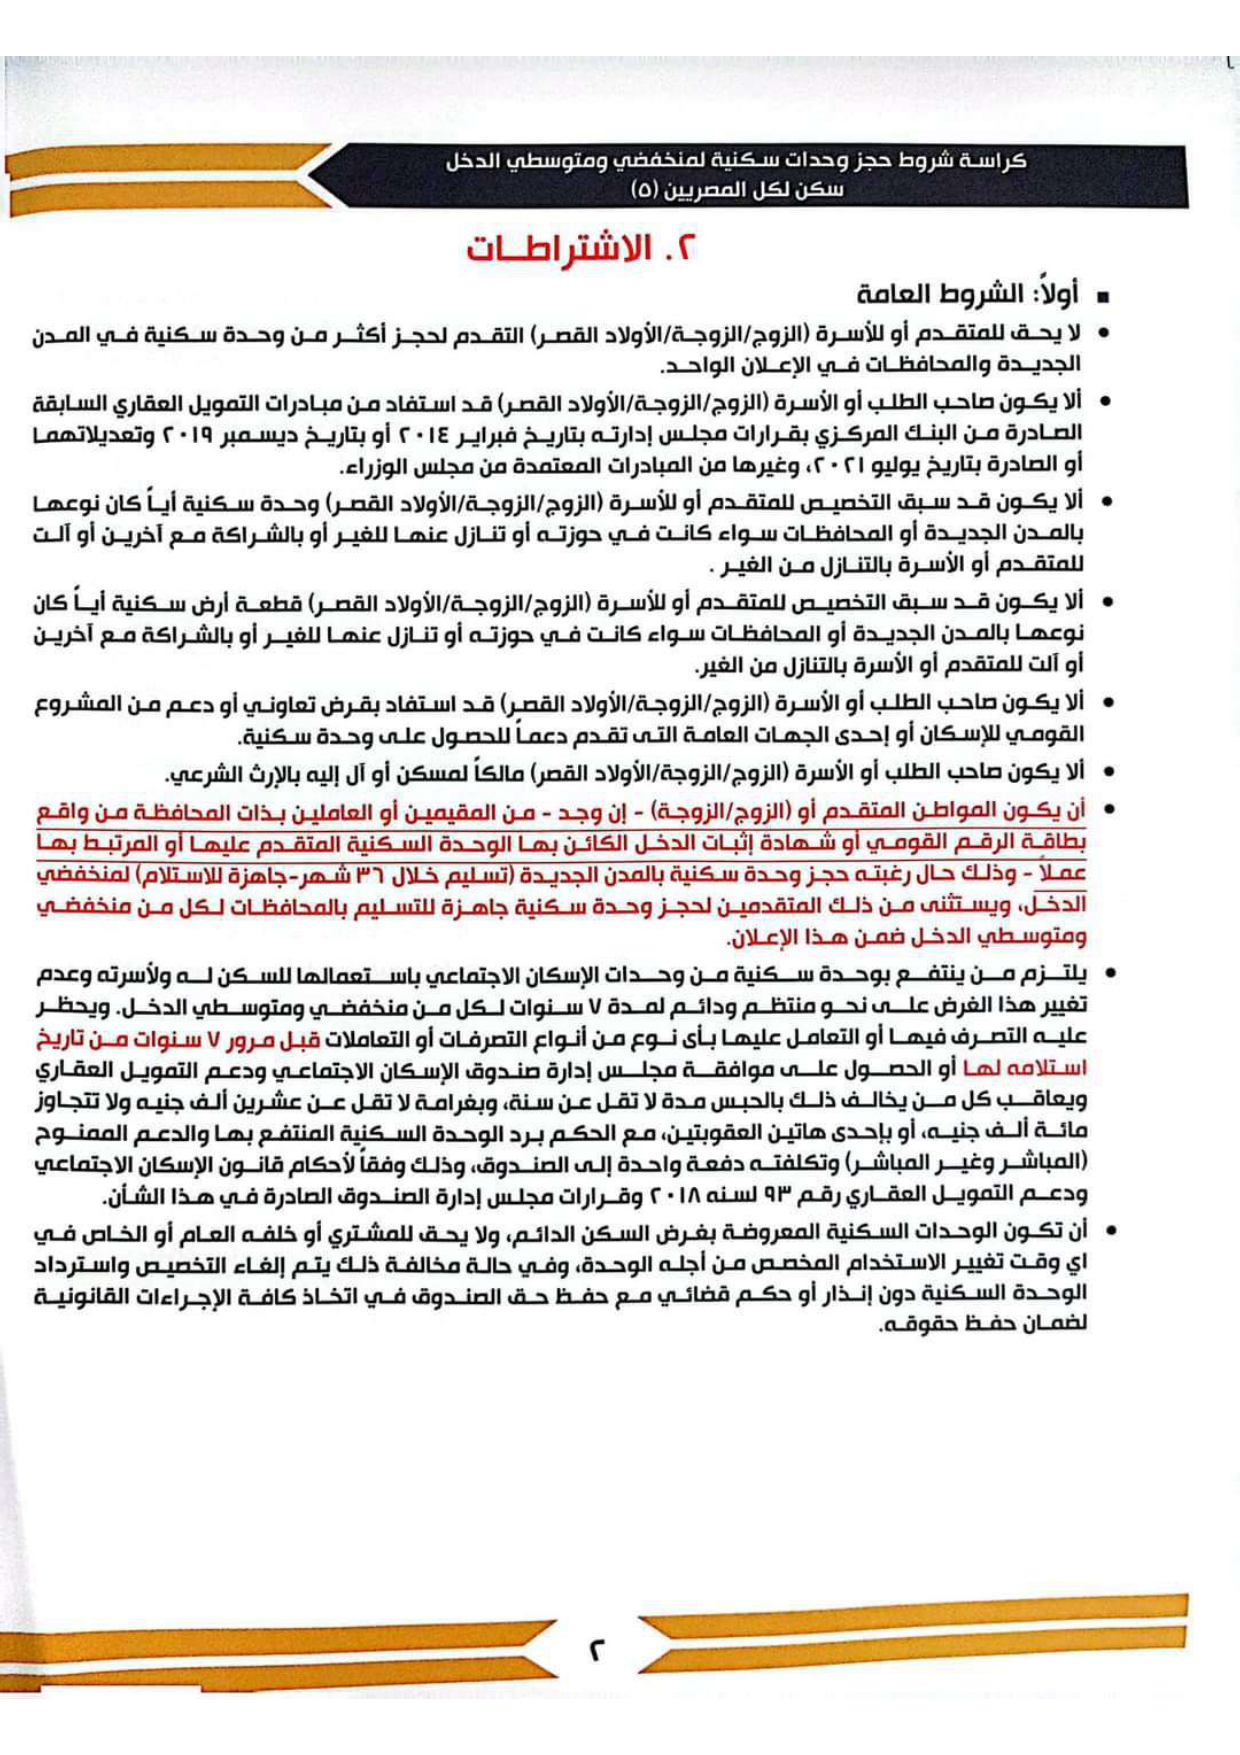 كراسة شروط حجز وحدات سكنية لمنخفضي ومتوسطي الدخل
سكن لكل المصريين (٥)
٢. الاشتراطات
▪ أولاً: الشروط العامة
• لا يحق للمتقدم أو للأسرة (الزوج/الزوجة/الأولاد القصر) التقدم لحجز أكثر من وحدة سكنية في المدن
الجديدة والمحافظات في الإعلان الواحد.
• ألا يكون صاحب الطلب أو الأسرة (الزوج/الزوجة/الأولاد القصر) قد استفاد من مبادرات التمويل العقاري السابقة
الصادرة من البنك المركزي بقرارات مجلس إدارته بتاريخ فبراير ٢٠١٤ أو بتاريخ ديسمبر ٢٠١٩ وتعديلاتهما
أو الصادرة بتاريخ يوليو ٢٠٢١، وغيرها من المبادرات المعتمدة من مجلس الوزراء.
• ألا يكون قد سبق التخصيص للمتقدم أو للأسرة (الزوج/الزوجة/الأولاد القصر) وحدة سكنية أياً كان نوعها
بالمدن الجديدة أو المحافظات سواء كانت في حوزته أو تنازل عنها للغير أو بالشراكة مع آخرين أو آلت
للمتقدم أو الأسرة بالتنازل من الغير .
• ألا يكون قد سبق التخصيص للمتقدم أو للأسرة (الزوج/الزوجة/الأولاد القصر) قطعة أرض سكنية أياً كان
نوعها بالمدن الجديدة أو المحافظات سواء كانت في حوزته أو تنازل عنها للغير أو بالشراكة مع آخرين
أو آلت للمتقدم أو الأسرة بالتنازل من الغير.
• ألا يكون صاحب الطلب أو الأسرة (الزوج/الزوجة/الأولاد القصر) قد استفاد بقرض تعاوني أو دعم من المشروع
القومي للإسكان أو إحدى الجهات العامة التى تقدم دعماً للحصول على وحدة سكنية.
• ألا يكون صاحب الطلب أو الأسرة (الزوج/الزوجة/الأولاد القصر) مالكاً لمسكن أو آل إليه بالإرث الشرعي.
• أن يكون المواطن المتقدم أو (الزوج/الزوجة) - إن وجد - من المقيمين أو العاملين بذات المحافظة من واقع
بطاقة الرقم القومي أو شهادة إثبات الدخل الكائن بها الوحدة السكنية المتقدم عليها أو المرتبط بها
عملاً - وذلك حال رغبته حجز وحدة سكنية بالمدن الجديدة (تسليم خلال ٣٦ شهر-جاهزة للاستلام) لمنخفضي
الدخل، ويستثنى من ذلك المتقدمين لحجز وحدة سكنية جاهزة للتسليم بالمحافظات لكل من منخفضي
ومتوسطي الدخل ضمن هذا الإعلان.
• يلتزم من ينتفع بوحدة سكنية من وحدات الإسكان الاجتماعي باستعمالها للسكن له ولأسرته وعدم
تغيير هذا الغرض على نحو منتظم ودائم لمدة ٧ سنوات لكل من منخفضي ومتوسطي الدخل. ويحظر
عليه التصرف فيها أو التعامل عليها بأى نوع من أنواع التصرفات أو التعاملات قبل مرور ٧ سنوات من تاريخ
استلامه لها أو الحصول على موافقة مجلس إدارة صندوق الإسكان الاجتماعي ودعم التمويل العقاري
ويعاقب كل من يخالف ذلك بالحبس مدة لا تقل عن سنة، وبغرامة لا تقل عن عشرين ألف جنيه ولا تتجاوز
مائة ألف جنيه، أو بإحدى هاتين العقوبتين، مع الحكم برد الوحدة السكنية المنتفع بها والدعم الممنوح
(المباشر وغير المباشر) وتكلفته دفعة واحدة إلى الصندوق، وذلك وفقاً لأحكام قانون الإسكان الاجتماعي
ودعم التمويل العقاري رقم ٩٣ لسنه ٢٠١٨ وقرارات مجلس إدارة الصندوق الصادرة في هذا الشأن.
• أن تكون الوحدات السكنية المعروضة بغرض السكن الدائم، ولا يحق للمشتري أو خلفه العام أو الخاص في
اي وقت تغيير الاستخدام المخصص من أجله الوحدة، وفي حالة مخالفة ذلك يتم إلغاء التخصيص واسترداد
الوحدة السكنية دون إنذار أو حكم قضائي مع حفظ حق الصندوق في اتخاذ كافة الإجراءات القانونية
لضمان حفظ حقوقه.
٢